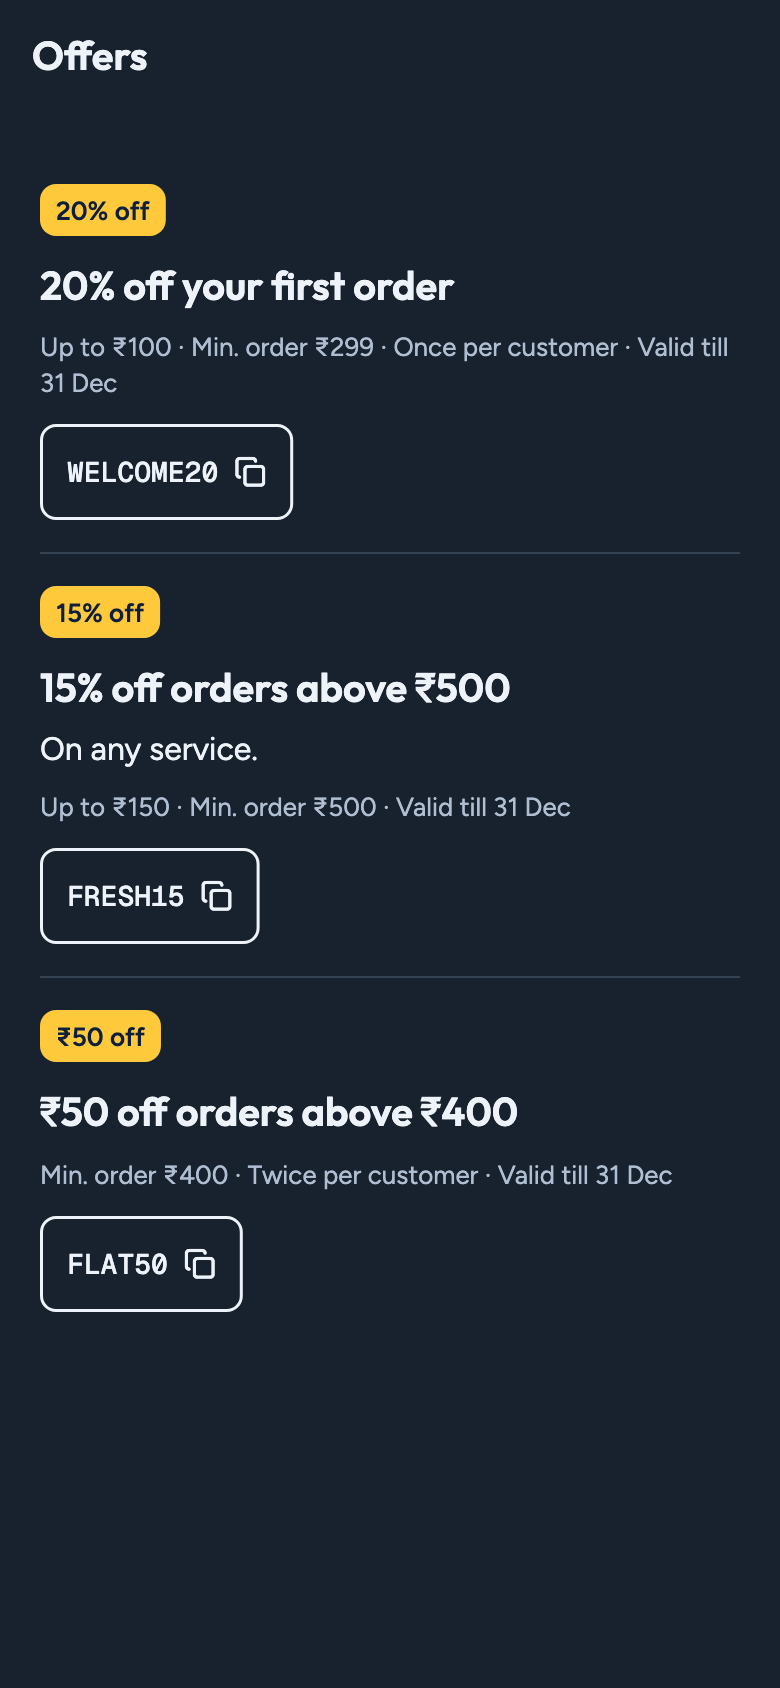 Offers
20% off
20% off your first order
Up to ₹100 · Min. order ₹299 · Once per customer · Valid till
31 Dec
WELCOME20
15% off
15% off orders above ₹500
On any service.
Up to ₹150 · Min. order ₹500 · Valid till 31 Dec
FRESH15
₹50 off
₹50 off orders above ₹400
Min. order ₹400 · Twice per customer · Valid till 31 Dec
FLAT50